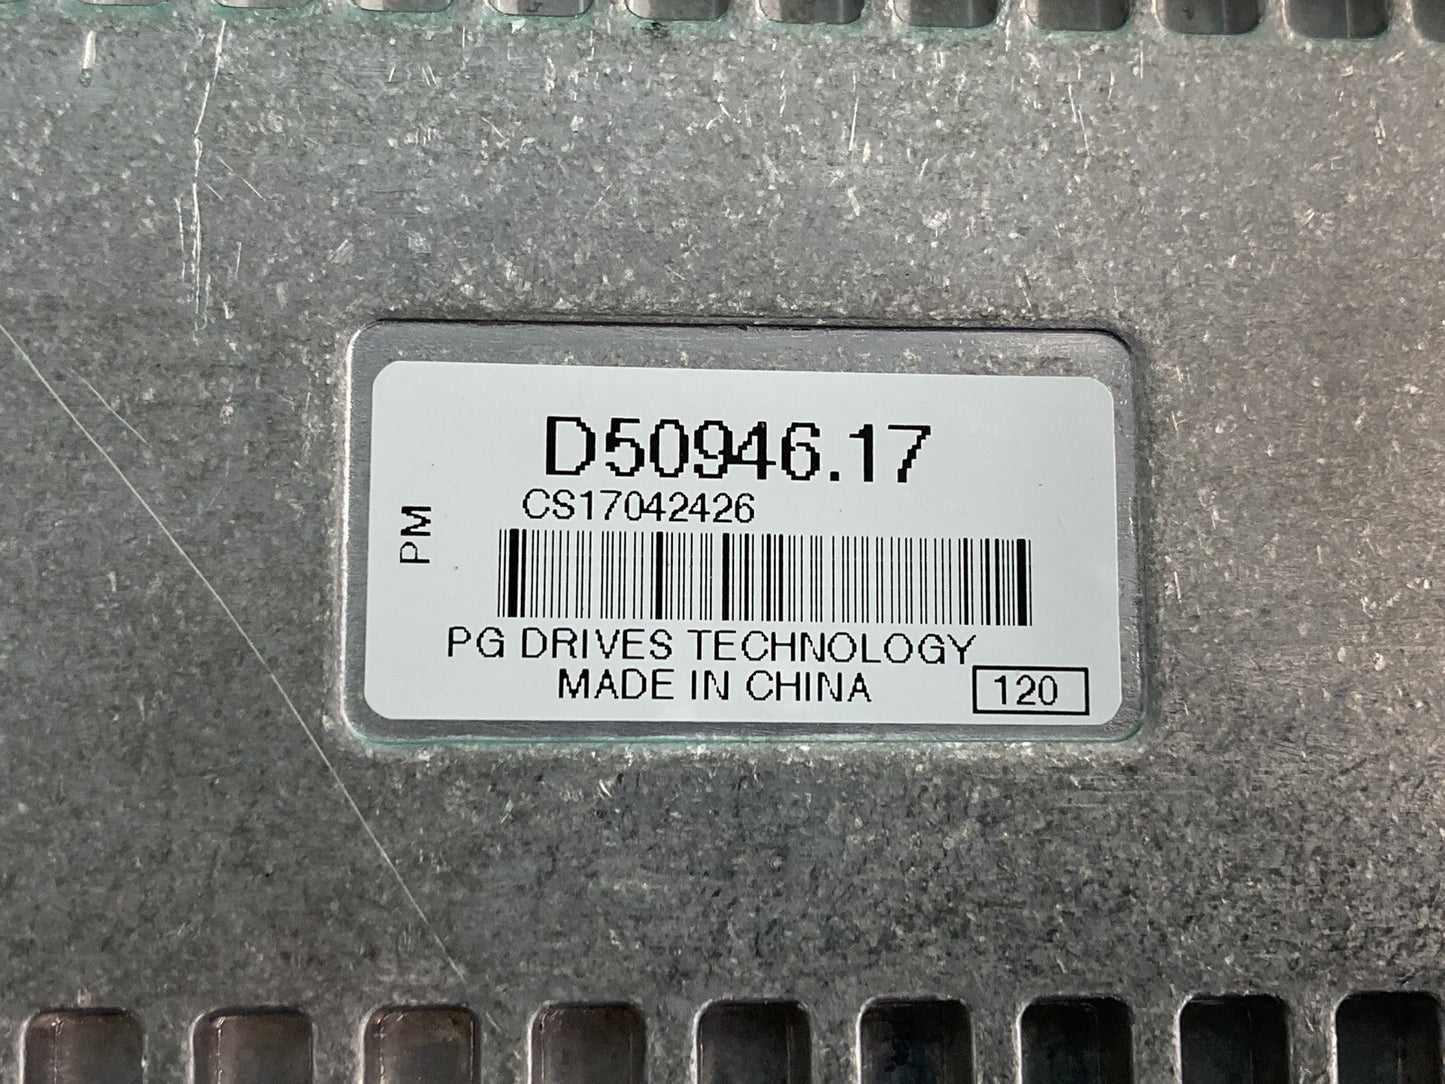 D50946.17
CS17042426
PM
PG DRIVES TECHNOLOGY
MADE IN CHINA
120